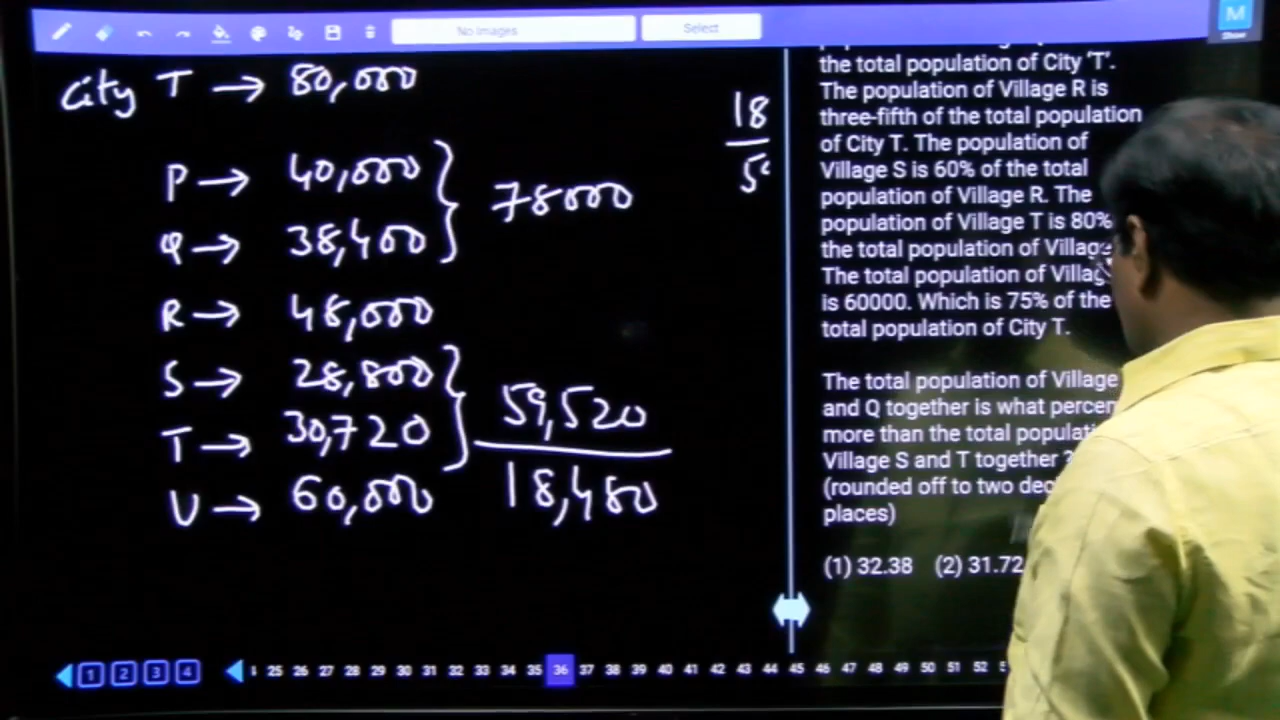 No Images Select
M
Show
City T → 80,000
P → 40,000
Q → 38,400
78000
R → 48,000
S → 28,800
T → 30,720
59,520
U → 60,000
18,480
18
5
the total population of City 'T'.
The population of Village R is
three-fifth of the total population
of City T. The population of
Village S is 60% of the total
population of Village R. The
population of Village T is 80%
the total population of Village
The total population of
is 60000. Which is 75% of the
total population of City T.
The total population of Village
and Q together is what
more than the total
Village S and T together ?
(rounded off to two
places)
(1) 32.38 (2) 31.72
1 2 3 4 25 26 27 28 29 30 31 32 33 34 35 36 37 38 39 40 41 42 43 44 45 46 47 48 49 50 51 52